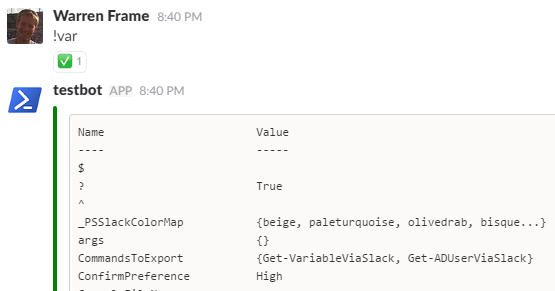 Warren Frame 8:40 PM
!var
1
testbot APP 8:40 PM
Name Value
---- -----
$
? True
^
_PSSlackColorMap {beige, paleturquoise, olivedrab, bisque...}
args {}
CommandsToExport {Get-VariableViaSlack, Get-ADUserViaSlack}
ConfirmPreference High